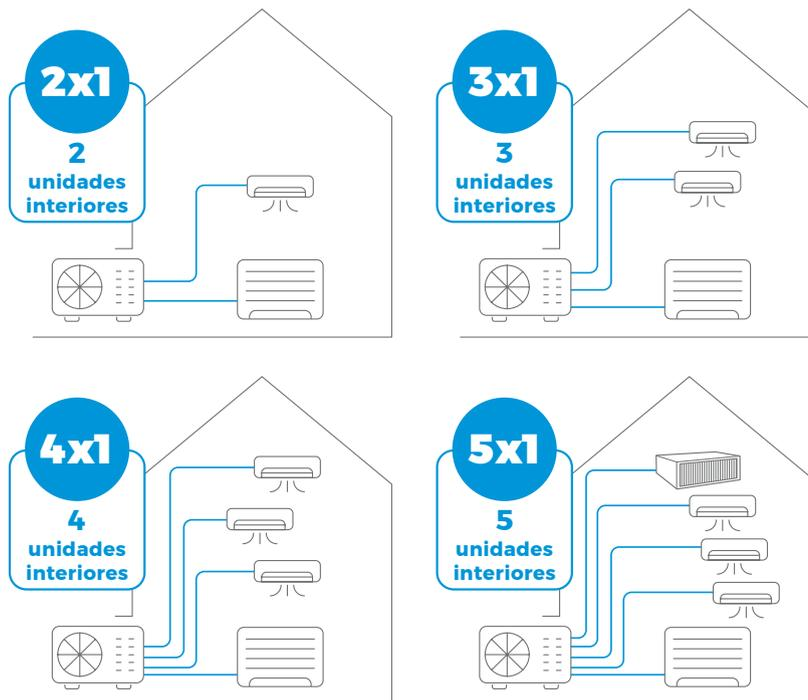 2x1
2
unidades
interiores
3x1
3
unidades
interiores
4x1
4
unidades
interiores
5x1
5
unidades
interiores